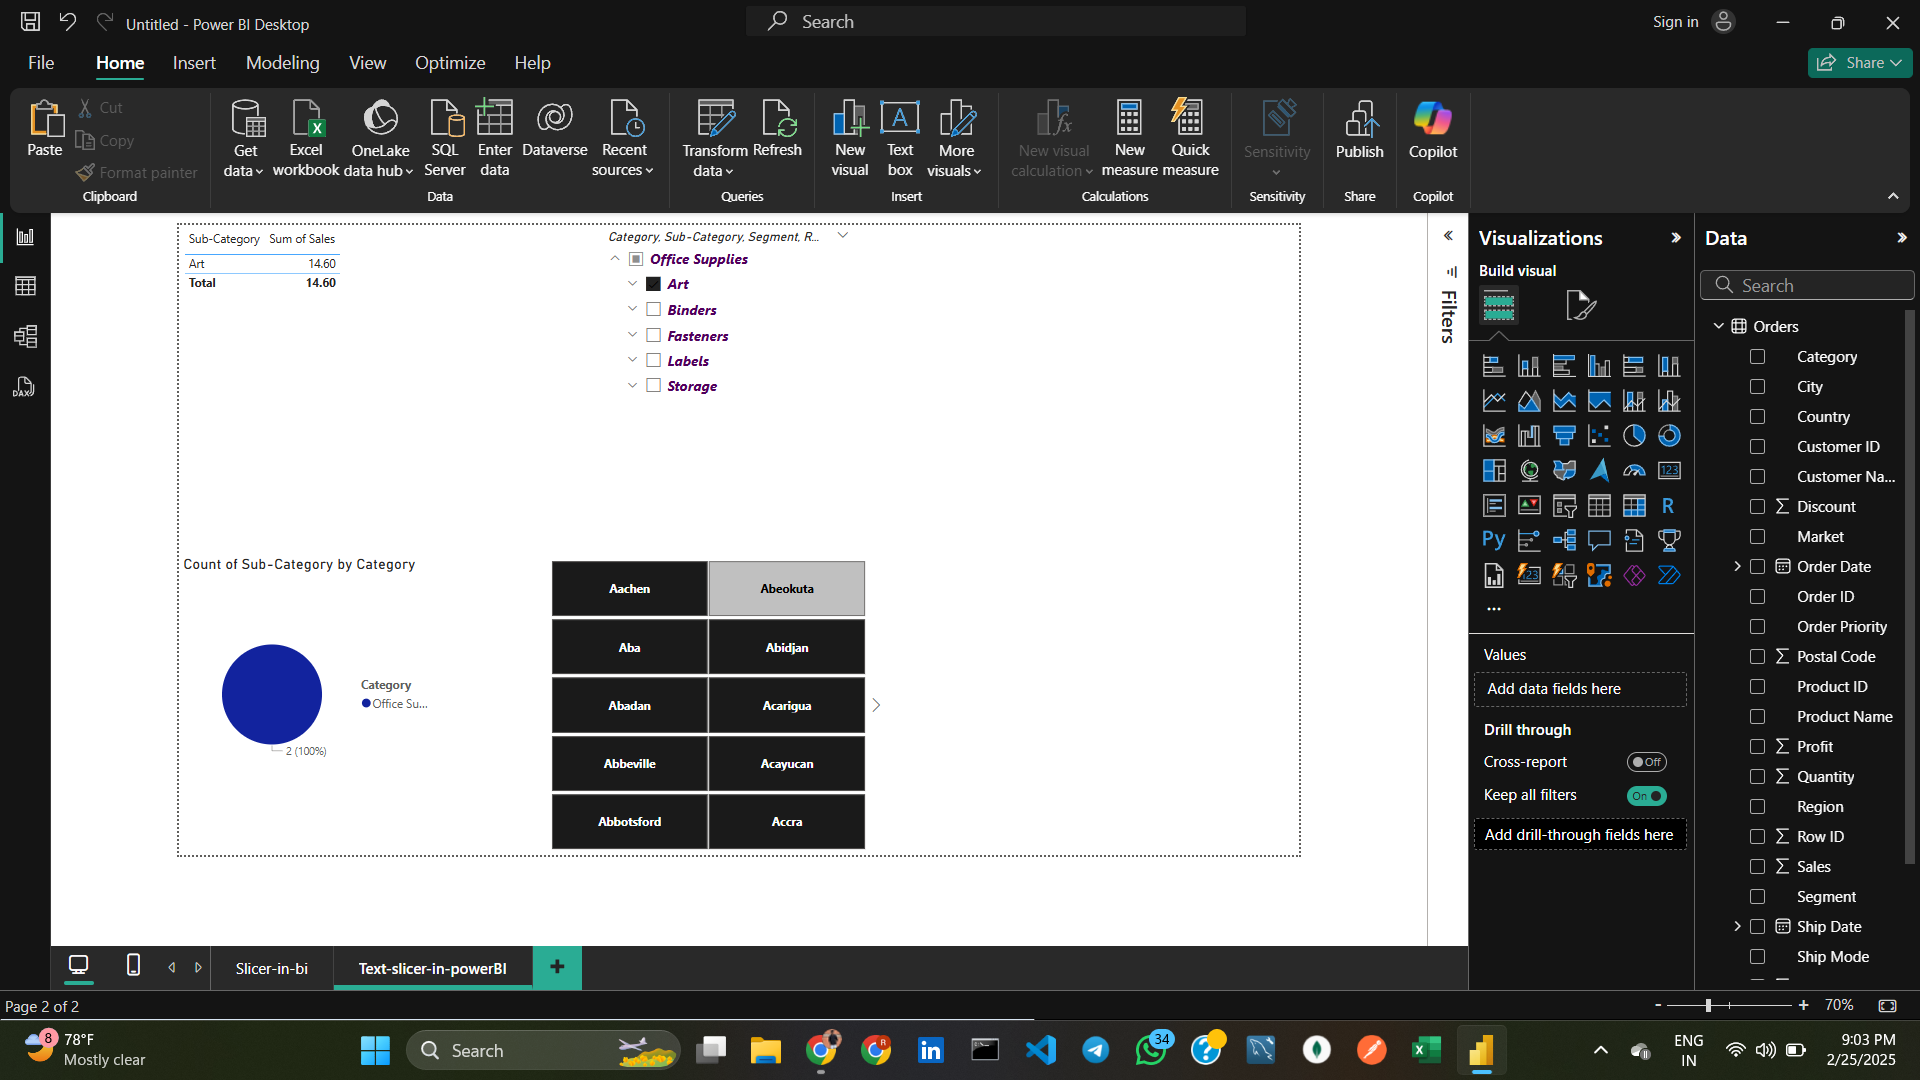 Untitled - Power BI Desktop
Search
Sign in
File
Home
Insert
Modeling
View
Optimize
Help
Share
Paste
Cut
Copy
Format painter
Clipboard
Get data
Excel workbook
OneLake data hub
SQL Server
Enter data
Dataverse
Recent sources
Data
Transform data
Refresh
Queries
New visual
Text box
More visuals
Insert
New visual calculation
New measure
Quick measure
Calculations
Sensitivity
Sensitivity
Publish
Share
Copilot
Copilot
DAX
Sub-Category Sum of Sales
Art 14.60
Total 14.60
Category, Sub-Category, Segment, R...
Office Supplies
Art
Binders
Fasteners
Labels
Storage
Count of Sub-Category by Category
2 (100%)
Category
Office Su...
Aachen
Abeokuta
Aba
Abidjan
Abadan
Acarigua
Abbeville
Acayucan
Abbotsford
Accra
Filters
Visualizations
Build visual
123
R
Py
123
Values
Add data fields here
Drill through
Cross-report
Off
Keep all filters
On
Add drill-through fields here
Data
Search
Orders
Category
City
Country
Customer ID
Customer Na...
Discount
Market
Order Date
Order ID
Order Priority
Postal Code
Product ID
Product Name
Profit
Quantity
Region
Row ID
Sales
Segment
Ship Date
Ship Mode
Slicer-in-bi
Text-slicer-in-powerBI
+
Page 2 of 2
- + 70%
8
78°F
Mostly clear
Search
R
34
ENG
IN
9:03 PM
2/25/2025